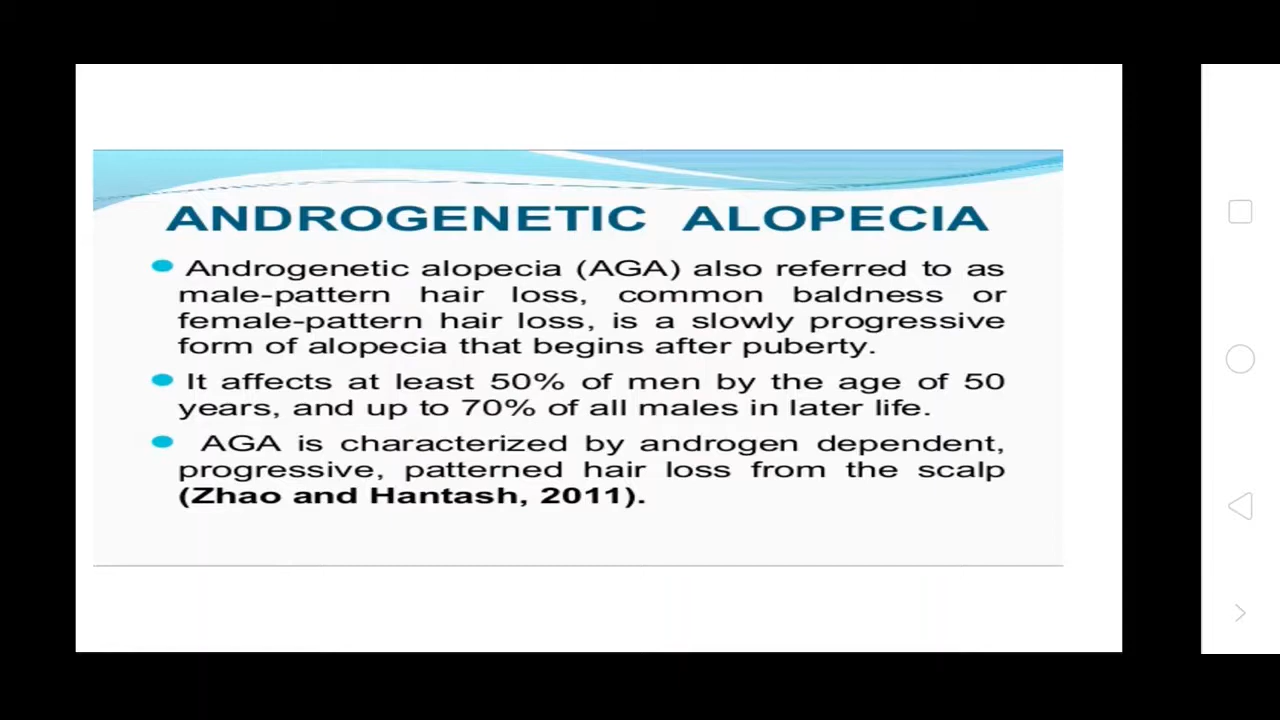 ANDROGENETIC ALOPECIA
Androgenetic alopecia (AGA) also referred to as
male-pattern hair loss, common baldness or
female-pattern hair loss, is a slowly progressive
form of alopecia that begins after puberty.
It affects at least 50% of men by the age of 50
years, and up to 70% of all males in later life.
AGA is characterized by androgen dependent,
progressive, patterned hair loss from the scalp
(Zhao and Hantash, 2011).